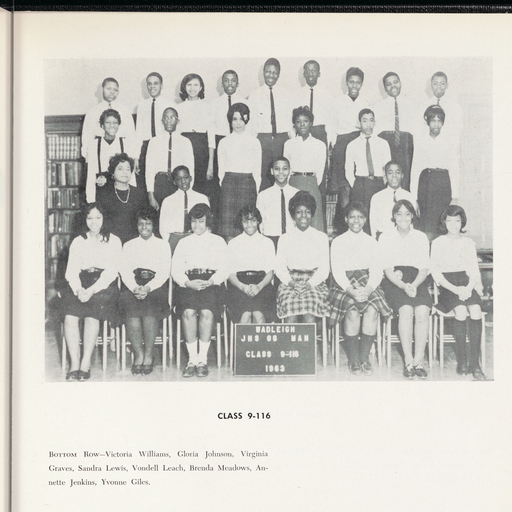 WADLEIGH
JHS 88 MAN
CLASS 9-116
1963
CLASS 9-116
BOTTOM ROW—Victoria Williams, Gloria Johnson, Virginia
Graves, Sandra Lewis, Vondell Leach, Brenda Meadows, An-
nette Jenkins, Yvonne Giles.